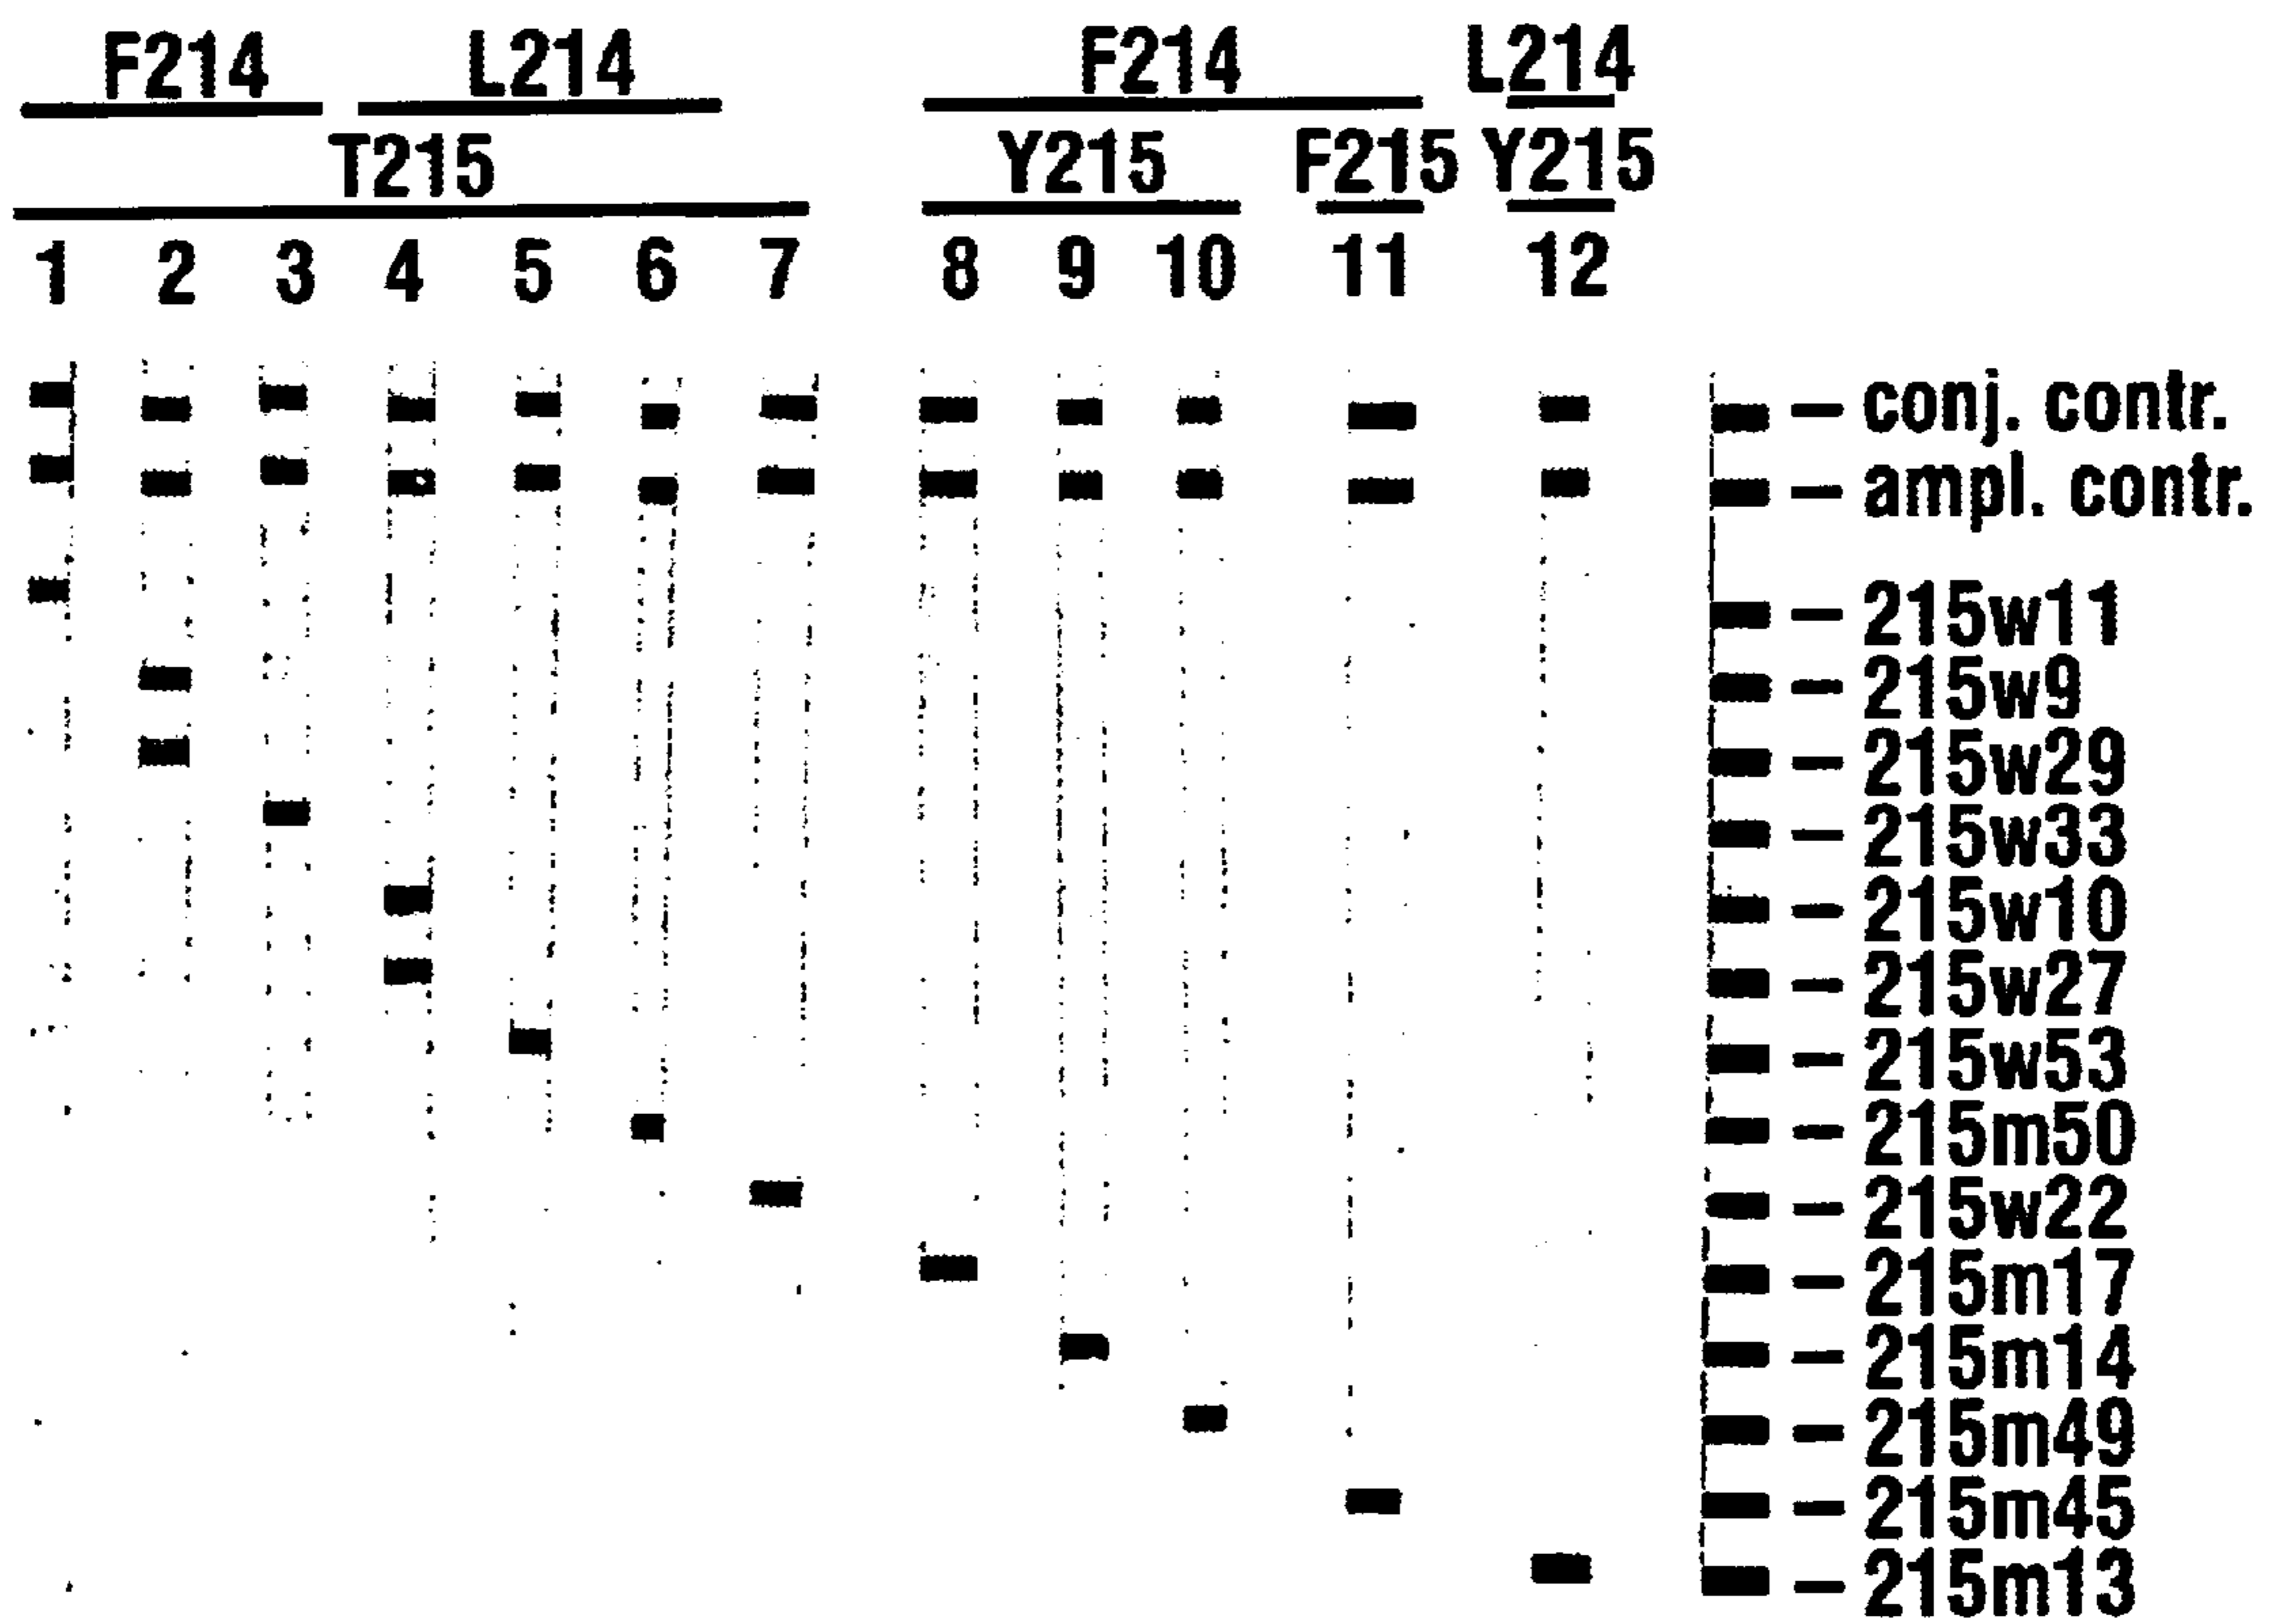 F214 L214 F214 L214
T215 Y215 F215 Y215
1 2 3 4 5 6 7 8 9 10 11 12
conj. contr.
ampl. contr.
215w11
215w9
215w29
215w33
215w10
215w27
215w53
215m50
215w22
215m17
215m14
215m49
215m45
215m13